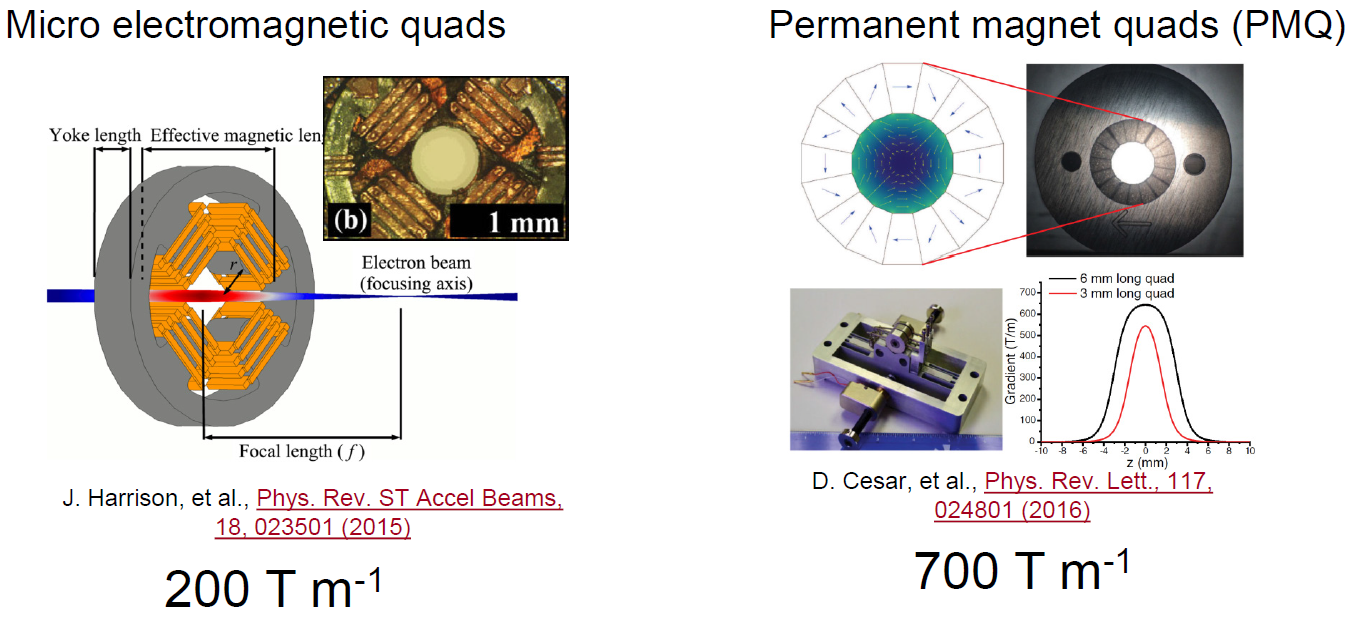 Micro electromagnetic quads
Permanent magnet quads (PMQ)
Yoke length
Effective magnetic len
(b)
1 mm
r
Electron beam
(focusing axis)
Focal length (f)
J. Harrison, et al., Phys. Rev. ST Accel Beams,
18, 023501 (2015)
200 T m-1
6 mm long quad
3 mm long quad
Gradient (T/m)
700
600
500
400
300
200
100
0
-10 -8 -6 -4 -2 0 2 4 6 8 10
z (mm)
D. Cesar, et al., Phys. Rev. Lett., 117,
024801 (2016)
700 T m-1